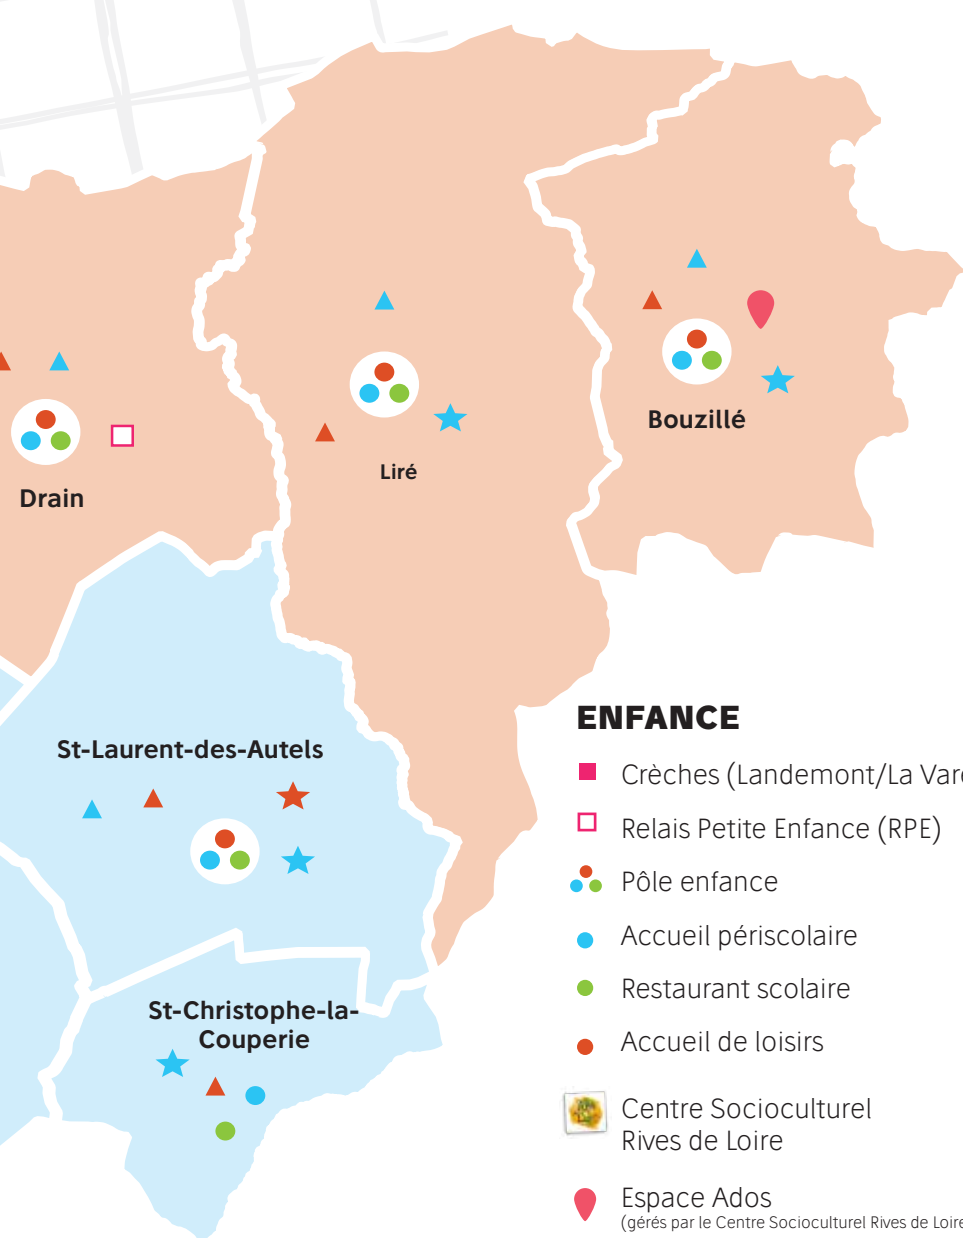 Bouzillé
Liré
Drain
St-Laurent-des-Autels
St-Christophe-la-
Couperie
ENFANCE
Crèches (Landemont/La Vare
Relais Petite Enfance (RPE)
Pôle enfance
Accueil périscolaire
Restaurant scolaire
Accueil de loisirs
Centre Socioculturel
Rives de Loire
Espace Ados
(gérés par le Centre Socioculturel Rives de Loire